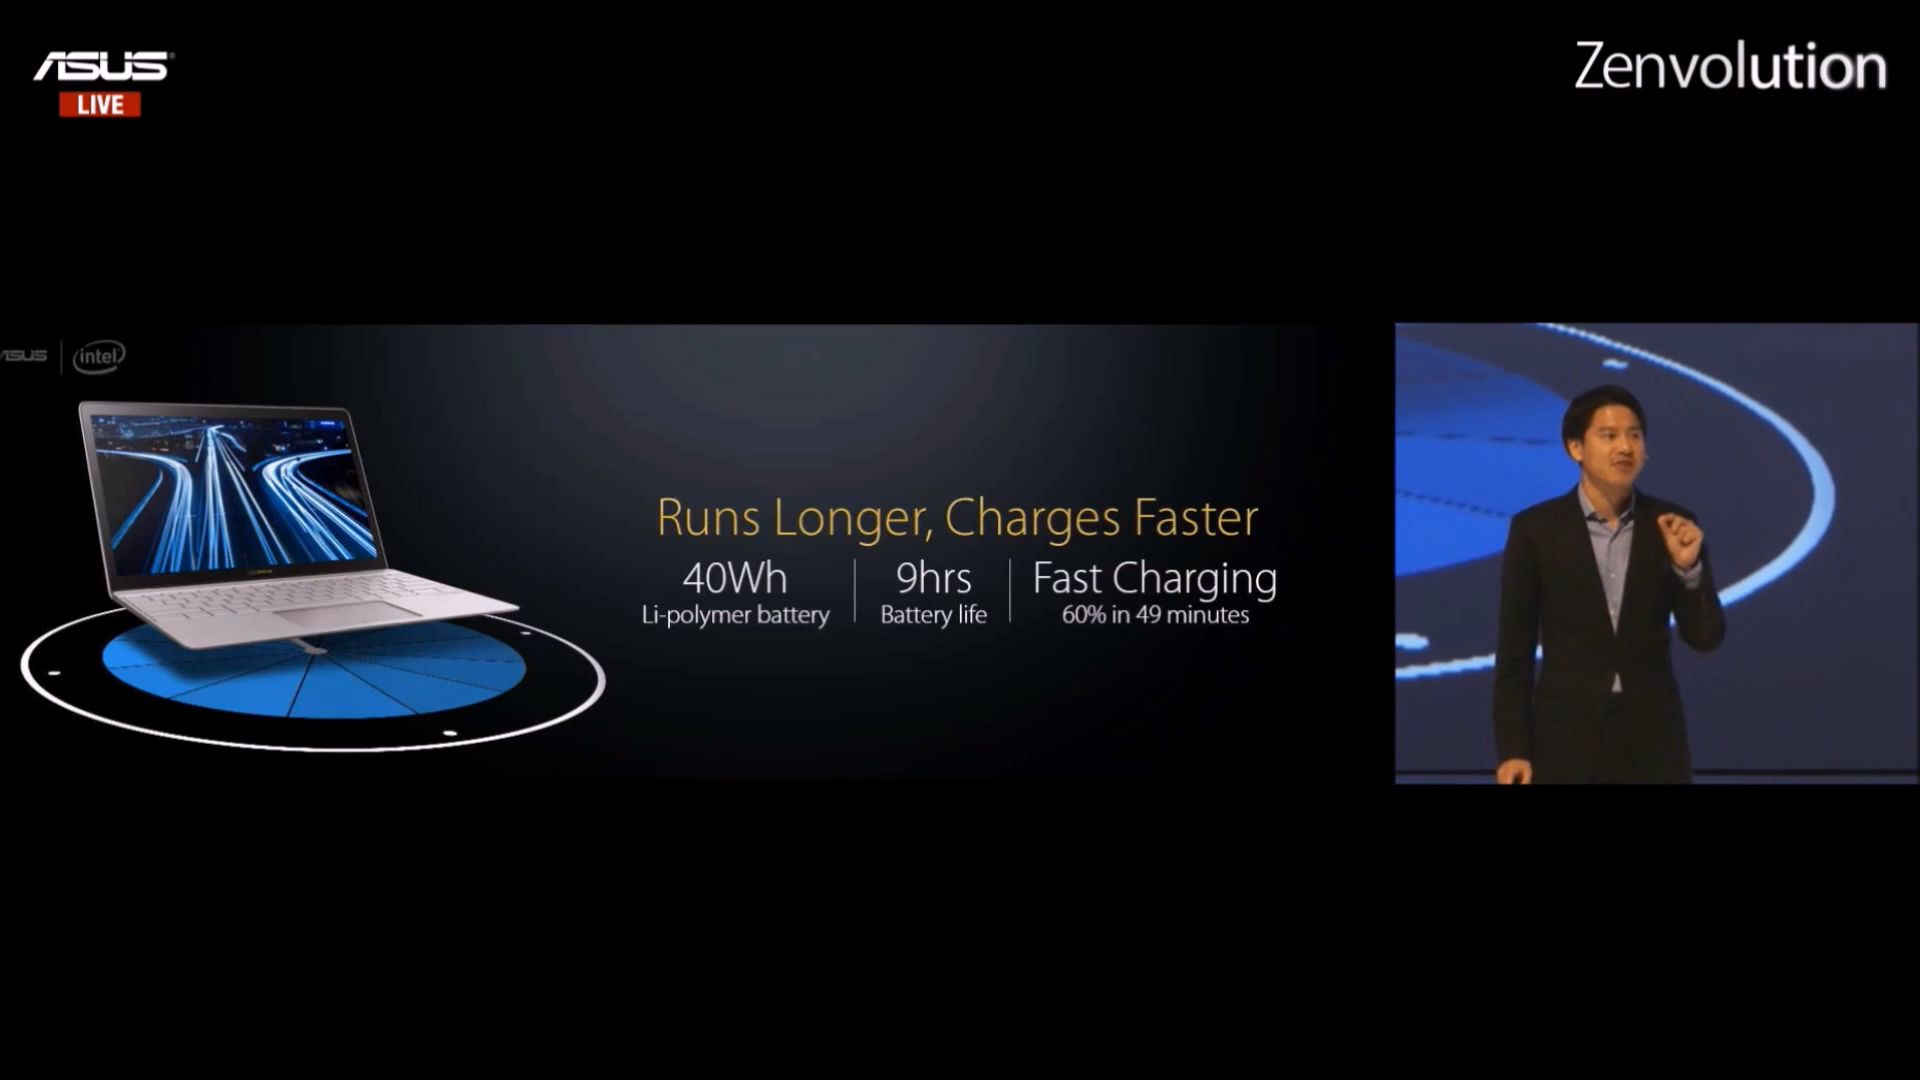 ASUS
LIVE
Zenvolution
ASUS
intel
Runs Longer, Charges Faster
40Wh
Li-polymer battery
9hrs
Battery life
Fast Charging
60% in 49 minutes